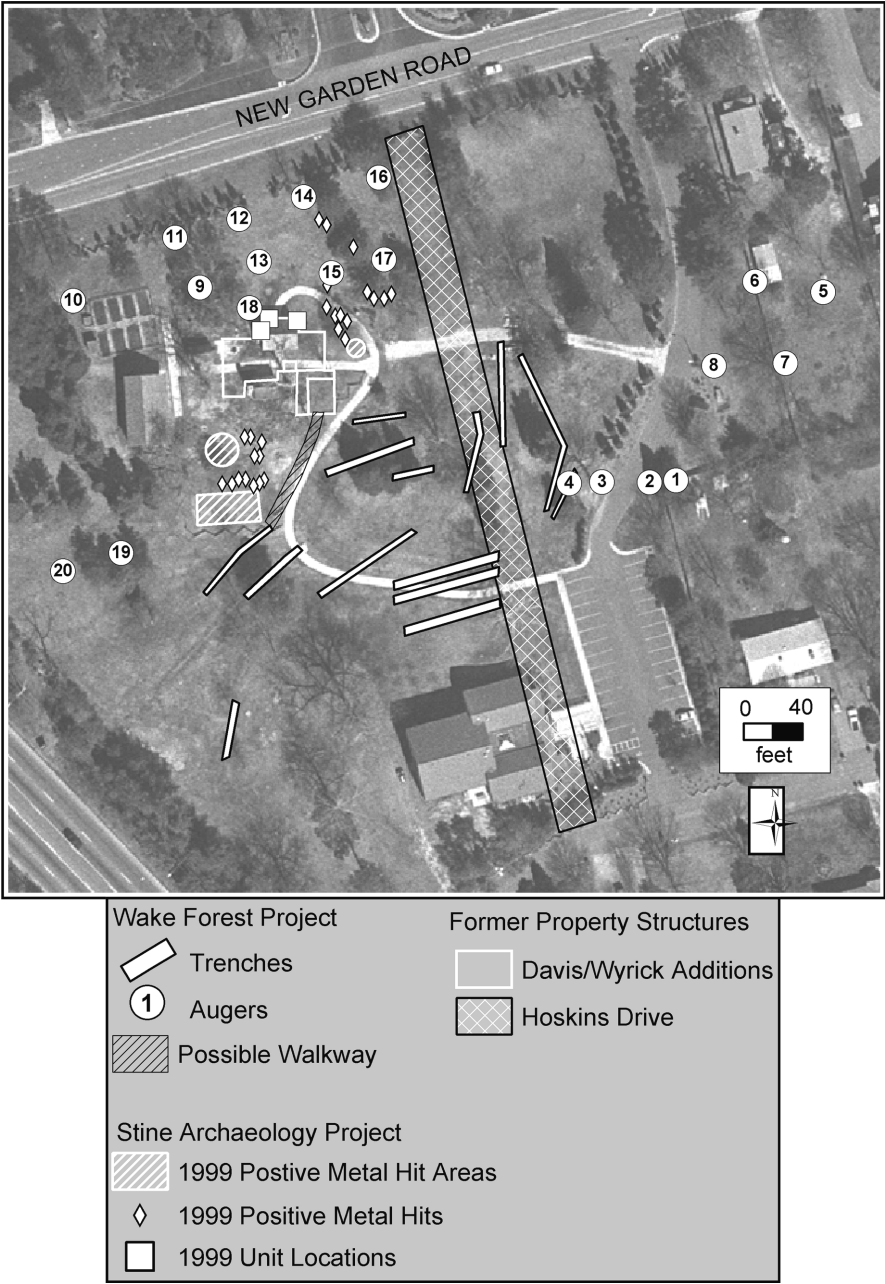 NEW GARDEN ROAD
16
14
12
11
17
13
15
9
10
18
6
5
8
7
4
3
2
1
19
20
0 40
feet
N
Wake Forest Project
Trenches
1
Augers
Possible Walkway
Former Property Structures
Davis/Wyrick Additions
Hoskins Drive
Stine Archaeology Project
1999 Postive Metal Hit Areas
1999 Positive Metal Hits
1999 Unit Locations